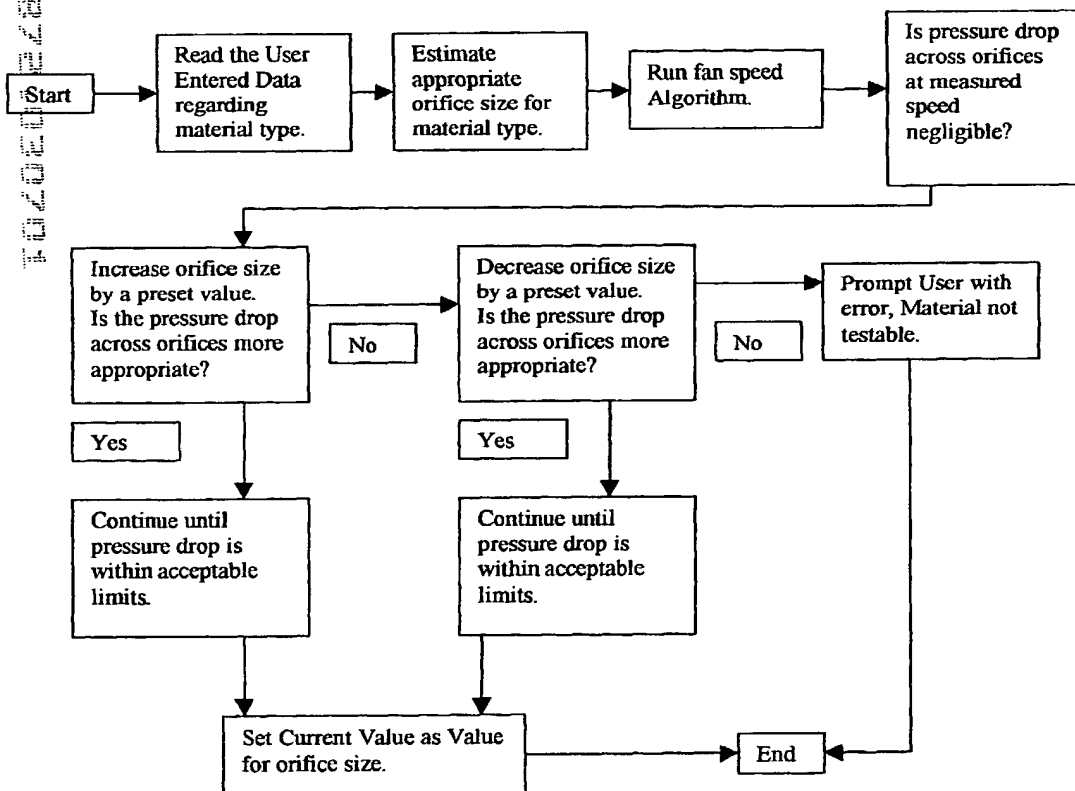 Start
Read the User
Entered Data
regarding
material type.
Estimate
appropriate
orifice size for
material type.
Run fan speed
Algorithm.
Is pressure drop
across orifices
at measured
speed
negligible?
Increase orifice size
by a preset value.
Is the pressure drop
across orifices more
appropriate?
No
Decrease orifice size
by a preset value.
Is the pressure drop
across orifices more
appropriate?
No
Prompt User with
error, Material not
testable.
Yes
Yes
Continue until
pressure drop is
within acceptable
limits.
Continue until
pressure drop is
within acceptable
limits.
Set Current Value as Value
for orifice size.
End